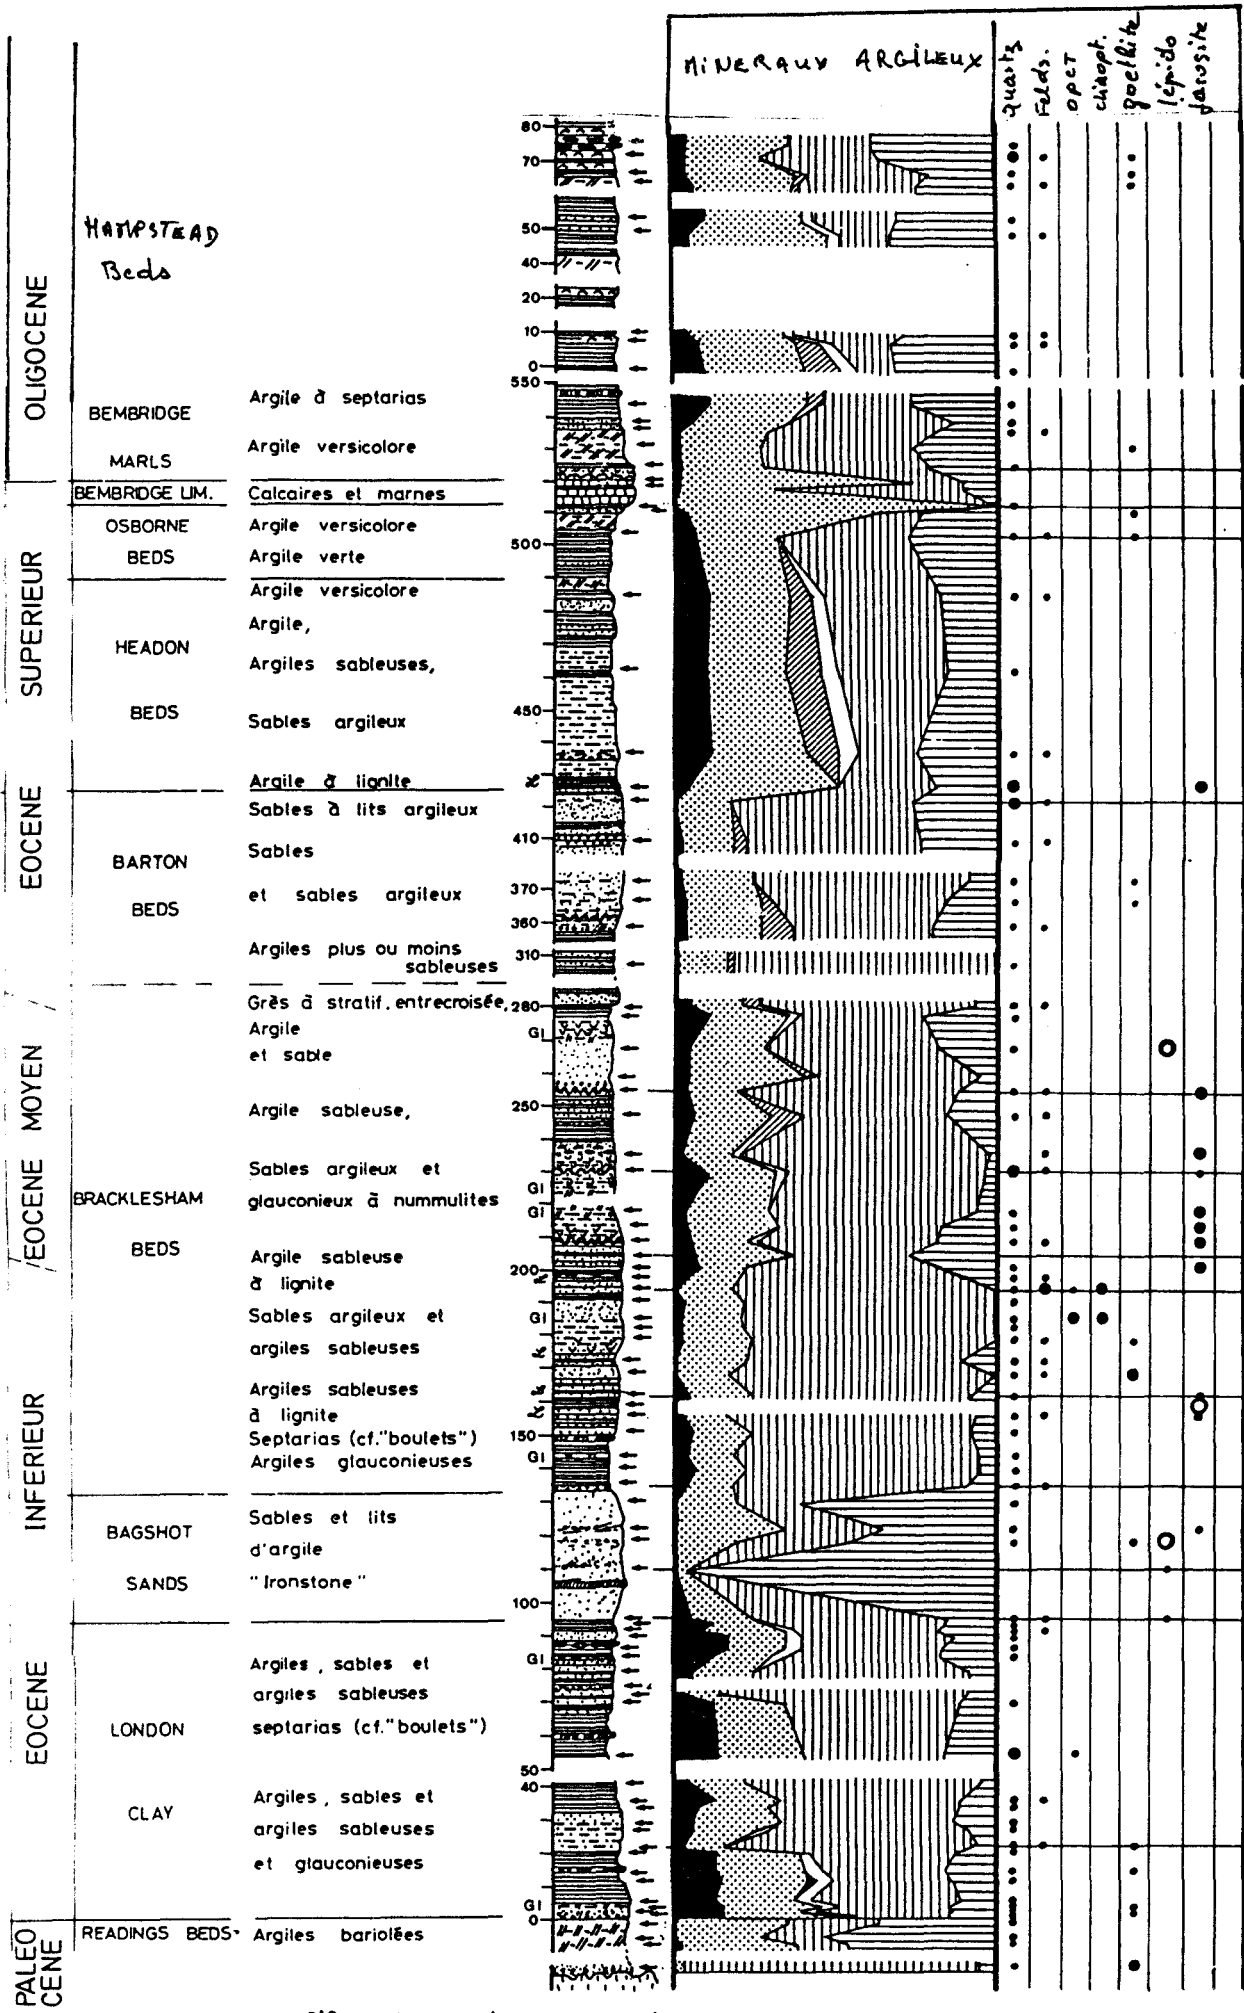 MINERAUX ARGILEUX
Quartz
Felds.
opct
clinopt.
goethite
lépido
jarosite
OLIGOCENE
HAMPSTEAD
Beds
80
70
50
40
20
10
0
550
BEMBRIDGE
MARLS
Argile à septarias
Argile versicolore
BEMBRIDGE LIM.
Calcaires et marnes
EOCENE SUPERIEUR
OSBORNE
BEDS
Argile versicolore
Argile verte
500
HEADON
BEDS
Argile versicolore
Argile,
Argiles sableuses,
Sables argileux
Argile à lignite
450
BARTON
BEDS
Sables à lits argileux
Sables
et sables argileux
Argiles plus ou moins
sableuses
410
370
360
310
/EOCENE MOYEN /
BRACKLESHAM
BEDS
Grès à stratif. entrecroisée,
280
Argile
et sable
Gl
Argile sableuse,
250
Sables argileux et
glauconieux à nummulites
Gl
Gl
Argile sableuse
à lignite
200
Sables argileux et
argiles sableuses
Gl
Argiles sableuses
à lignite
Septarias (cf."boulets")
150
Argiles glauconieuses
Gl
EOCENE INFERIEUR
BAGSHOT
SANDS
Sables et lits
d'argile
"Ironstone"
100
LONDON
CLAY
Gl
Argiles, sables et
argiles sableuses
septarias (cf."boulets")
50
40
Argiles, sables et
argiles sableuses
et glauconieuses
Gl
0
PALEO
CENE
READINGS BEDS-
Argiles bariolées